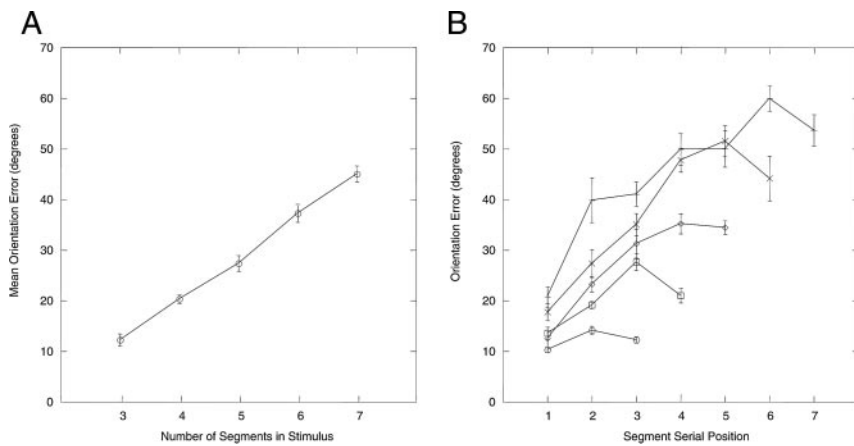 A
70
60
50
40
30
20
10
0
Mean Orientation Error (degrees)
3 4 5 6 7
Number of Segments in Stimulus
B
70
60
50
40
30
20
10
0
Orientation Error (degrees)
1 2 3 4 5 6 7
Segment Serial Position